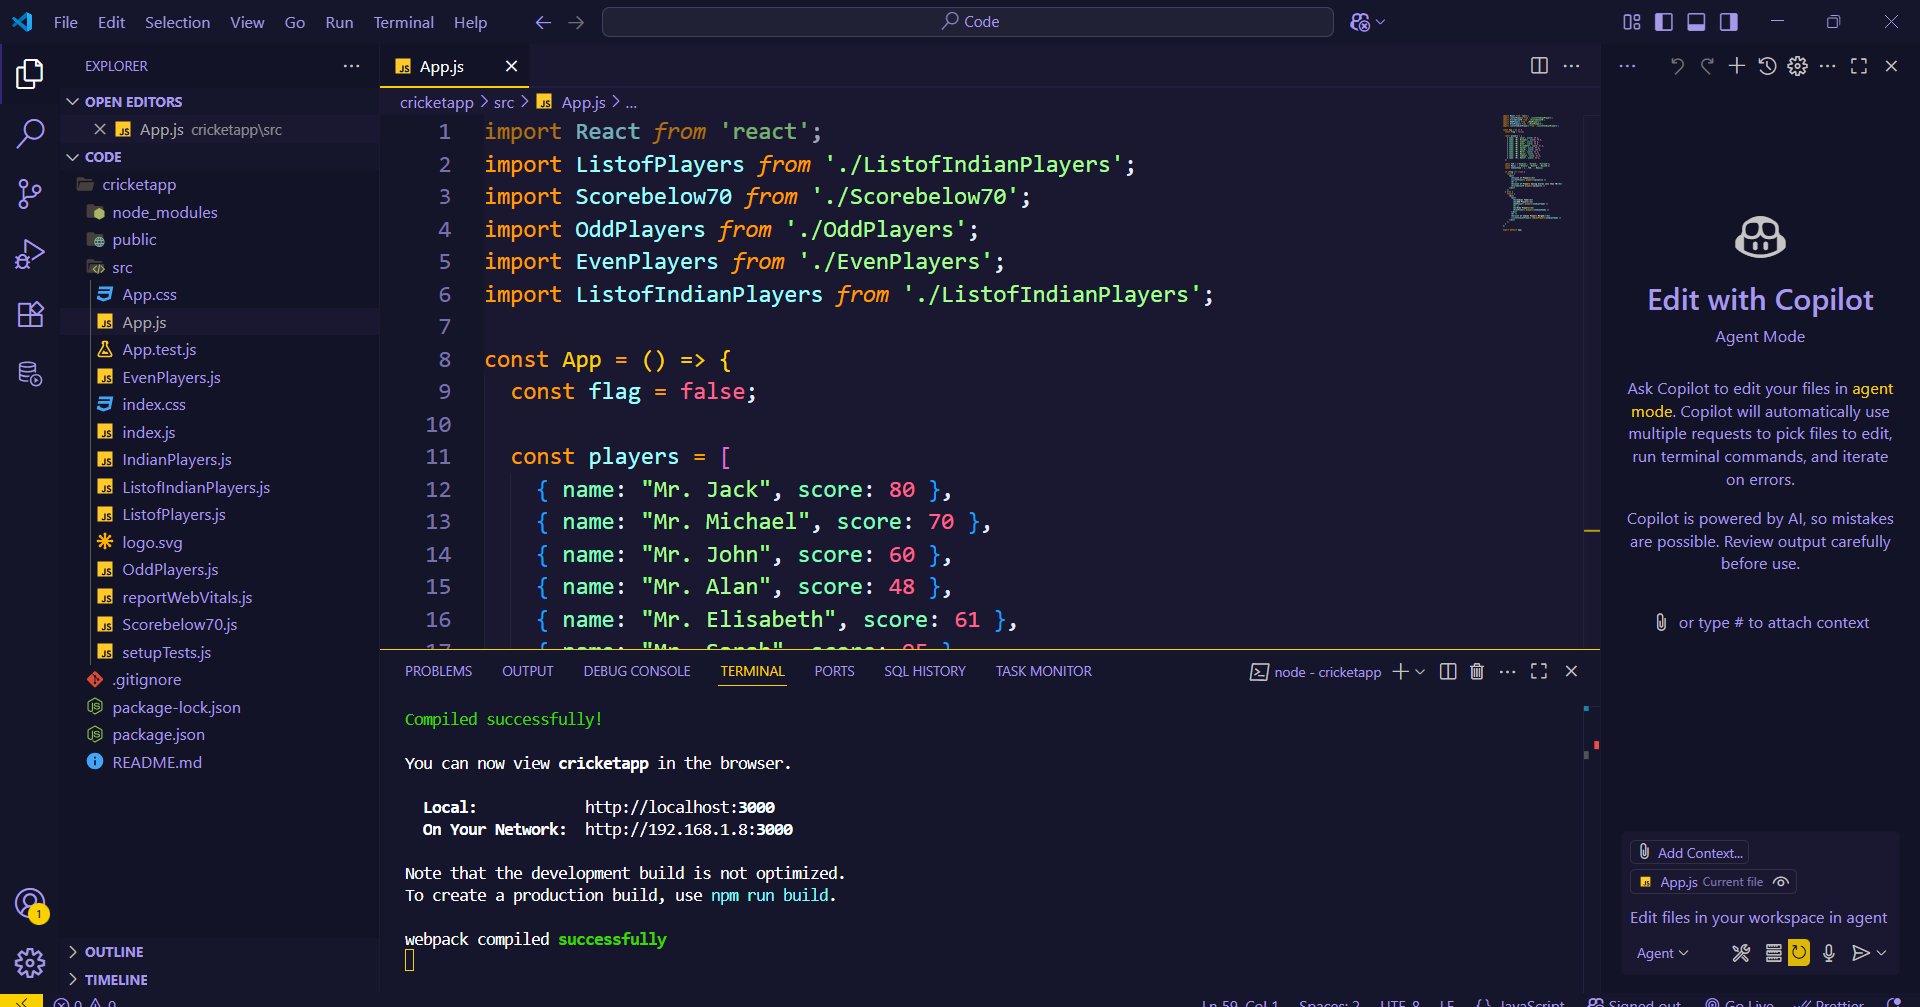 File Edit Selection View Go Run Terminal Help
Code
EXPLORER
OPEN EDITORS
App.js cricketapp\src
CODE
cricketapp
node_modules
public
src
App.css
App.js
App.test.js
EvenPlayers.js
index.css
index.js
IndianPlayers.js
ListofIndianPlayers.js
ListofPlayers.js
logo.svg
OddPlayers.js
reportWebVitals.js
Scorebelow70.js
setupTests.js
.gitignore
package-lock.json
package.json
README.md
OUTLINE
TIMELINE
1
App.js
cricketapp > src > App.js > ...
1 import React from 'react';
2 import ListofPlayers from './ListofIndianPlayers';
3 import Scorebelow70 from './Scorebelow70';
4 import OddPlayers from './OddPlayers';
5 import EvenPlayers from './EvenPlayers';
6 import ListofIndianPlayers from './ListofIndianPlayers';
7
8 const App = () => {
9 const flag = false;
10
11 const players = [
12 { name: "Mr. Jack", score: 80 },
13 { name: "Mr. Michael", score: 70 },
14 { name: "Mr. John", score: 60 },
15 { name: "Mr. Alan", score: 48 },
16 { name: "Mr. Elisabeth", score: 61 },
PROBLEMS OUTPUT DEBUG CONSOLE TERMINAL PORTS SQL HISTORY TASK MONITOR
node - cricketapp
Compiled successfully!
You can now view cricketapp in the browser.
Local: http://localhost:3000
On Your Network: http://192.168.1.8:3000
Note that the development build is not optimized.
To create a production build, use npm run build.
webpack compiled successfully
Edit with Copilot
Agent Mode
Ask Copilot to edit your files in agent
mode. Copilot will automatically use
multiple requests to pick files to edit,
run terminal commands, and iterate
on errors.
Copilot is powered by AI, so mistakes
are possible. Review output carefully
before use.
or type # to attach context
Add Context...
App.js Current file
Edit files in your workspace in agent
Agent
0 0
Ln 59, Col 1 Spaces: 2 UTF-8 LF {} JavaScript Signed out Go Live Prettier